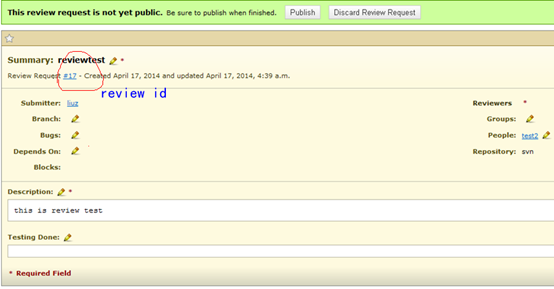 This review request is not yet public. Be sure to publish when finished. Publish Discard Review Request
Summary: reviewtest *
Review Request #17 - Created April 17, 2014 and updated April 17, 2014, 4:39 a.m.
review id
Submitter: liuz
Branch:
Bugs:
Depends On:
Blocks:
Reviewers *
Groups:
People: test2
Repository: svn
Description: *
this is review test
Testing Done:
* Required Field